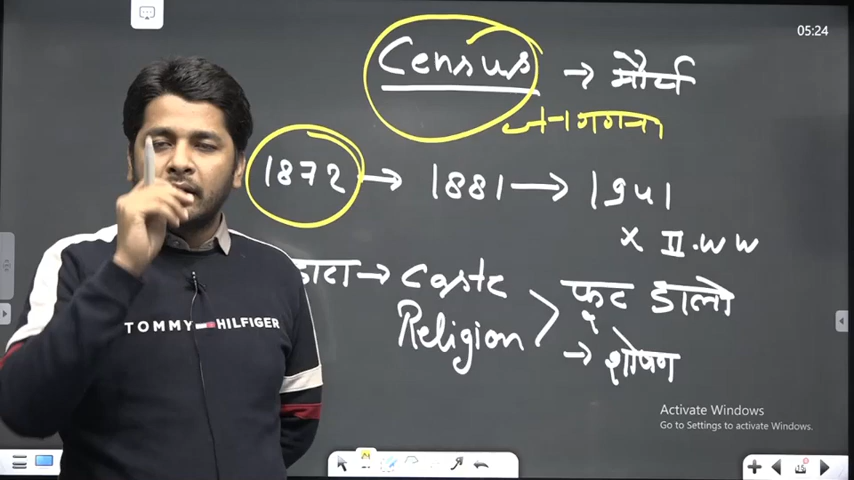 05:24
Census → मौर्य
जनगणना
1872 → 1881 → 1941
x II.WW
डाटा → Caste
Religion
फूट डालो
→ शोषण
TOMMY HILFIGER
Activate Windows
Go to Settings to activate Windows.